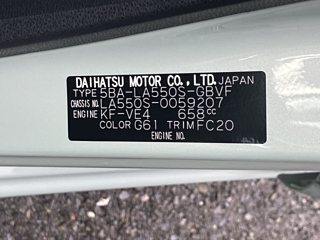 DAIHATSU MOTOR CO., LTD. JAPAN
TYPE 5BA-LA550S-GBVF
CHASSIS NO. LA550S-0059207
ENGINE KF-VE4 658cc
COLOR G61 TRIM FC20
ENGINE NO.